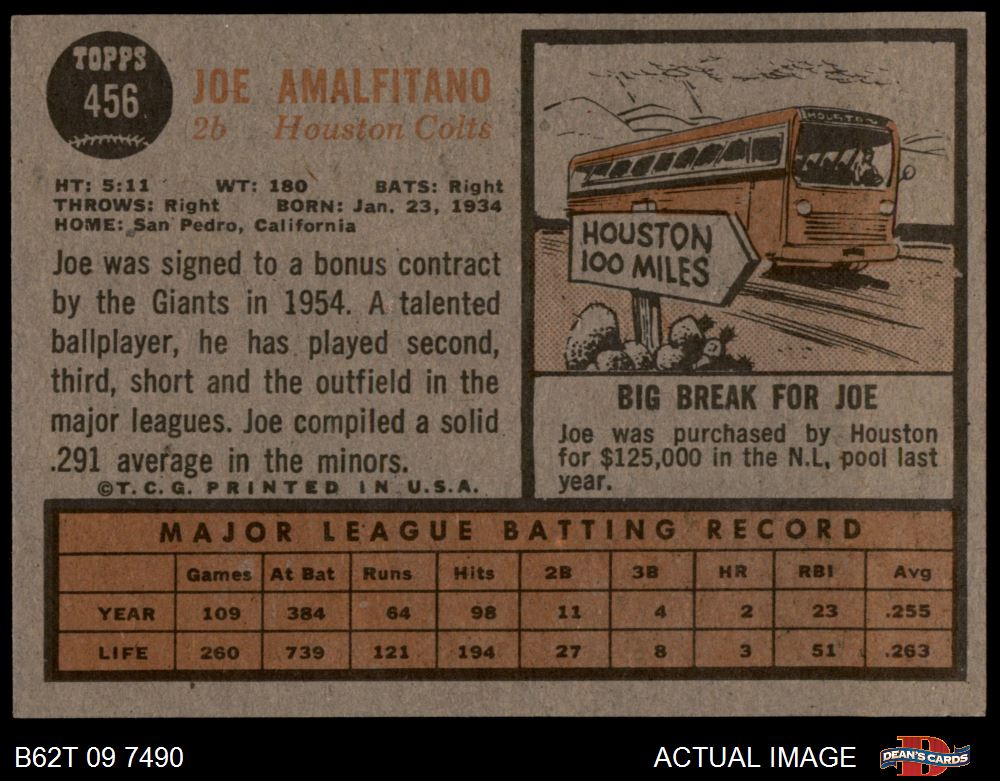 TOPPS
456
JOE AMALFITANO
2b Houston Colts
HT: 5:11 WT: 180 BATS: Right
THROWS: Right BORN: Jan. 23, 1934
HOME: San Pedro, California
Joe was signed to a bonus contract
by the Giants in 1954. A talented
ballplayer, he has played second,
third, short and the outfield in the
major leagues. Joe compiled a solid
.291 average in the minors.
©T.C.G. PRINTED IN U.S.A.
HOUSTON
HOUSTON
100 MILES
BIG BREAK FOR JOE
Joe was purchased by Houston
for $125,000 in the N.L. pool last
year.
MAJOR LEAGUE BATTING RECORD
Games At Bat Runs Hits 2B 3B HR RBI Avg
YEAR 109 384 64 98 11 4 2 23 .255
LIFE 260 739 121 194 27 8 3 51 .263
B62T 09 7490
ACTUAL IMAGE
DEAN'S CARDS